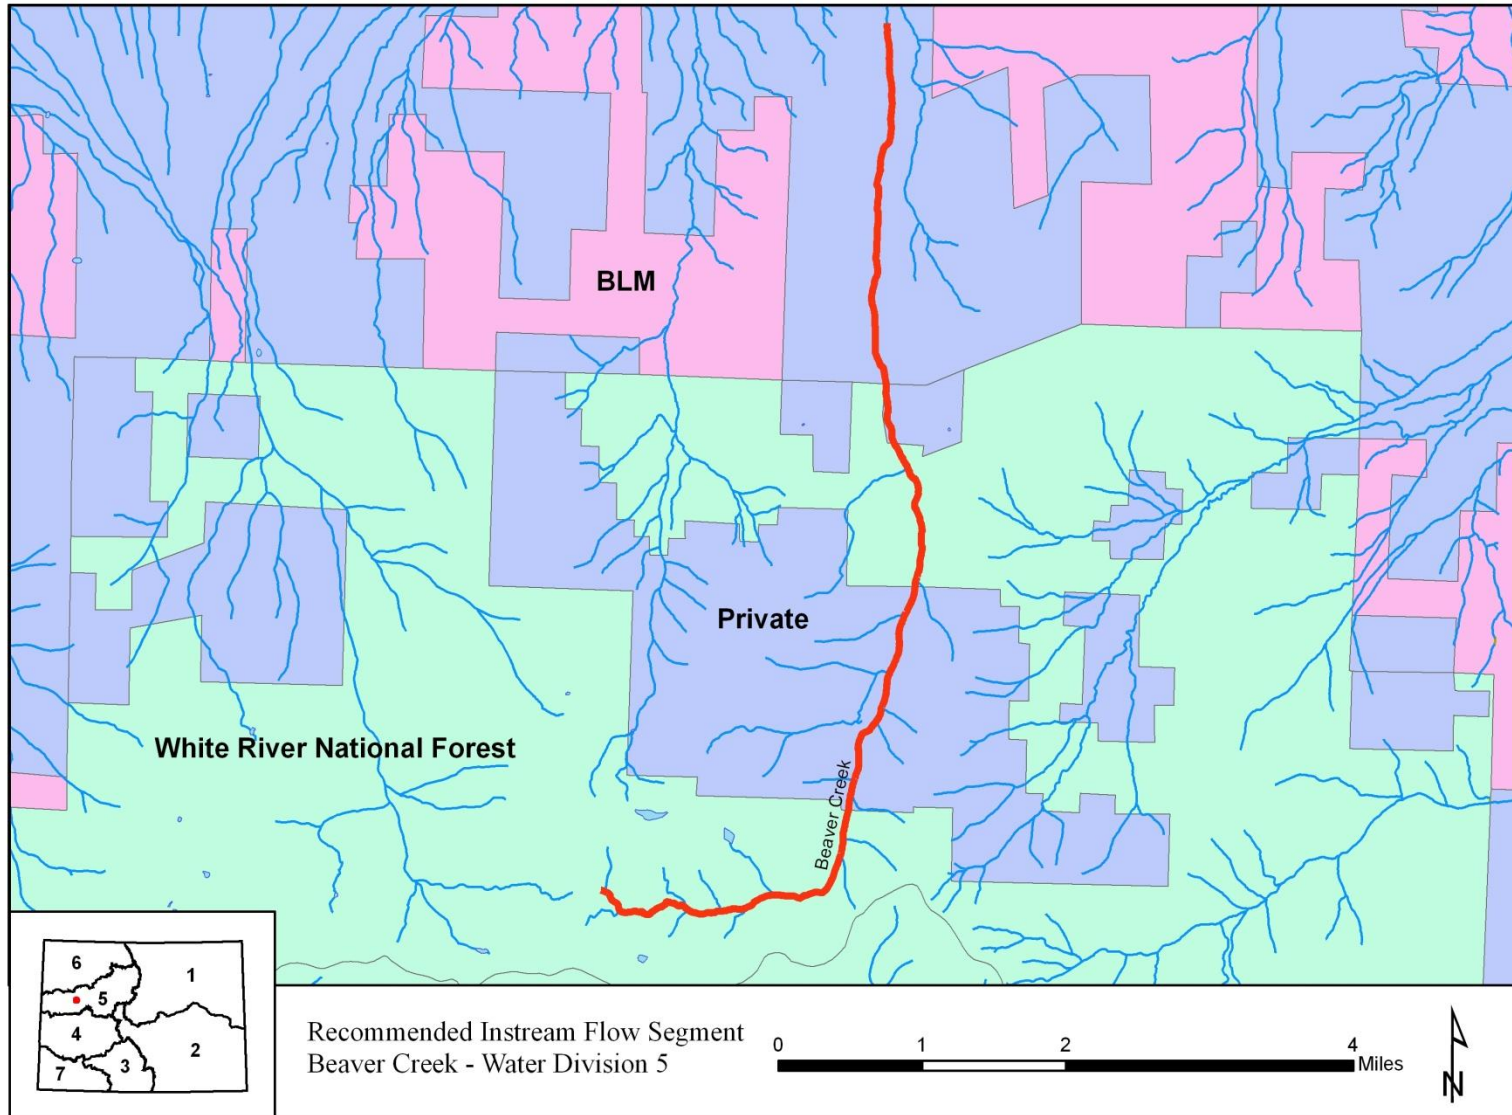 BLM
Private
White River National Forest
Beaver Creek
6
1
5
4
2
3
7
Recommended Instream Flow Segment
Beaver Creek - Water Division 5
0 1 2 4
Miles
N